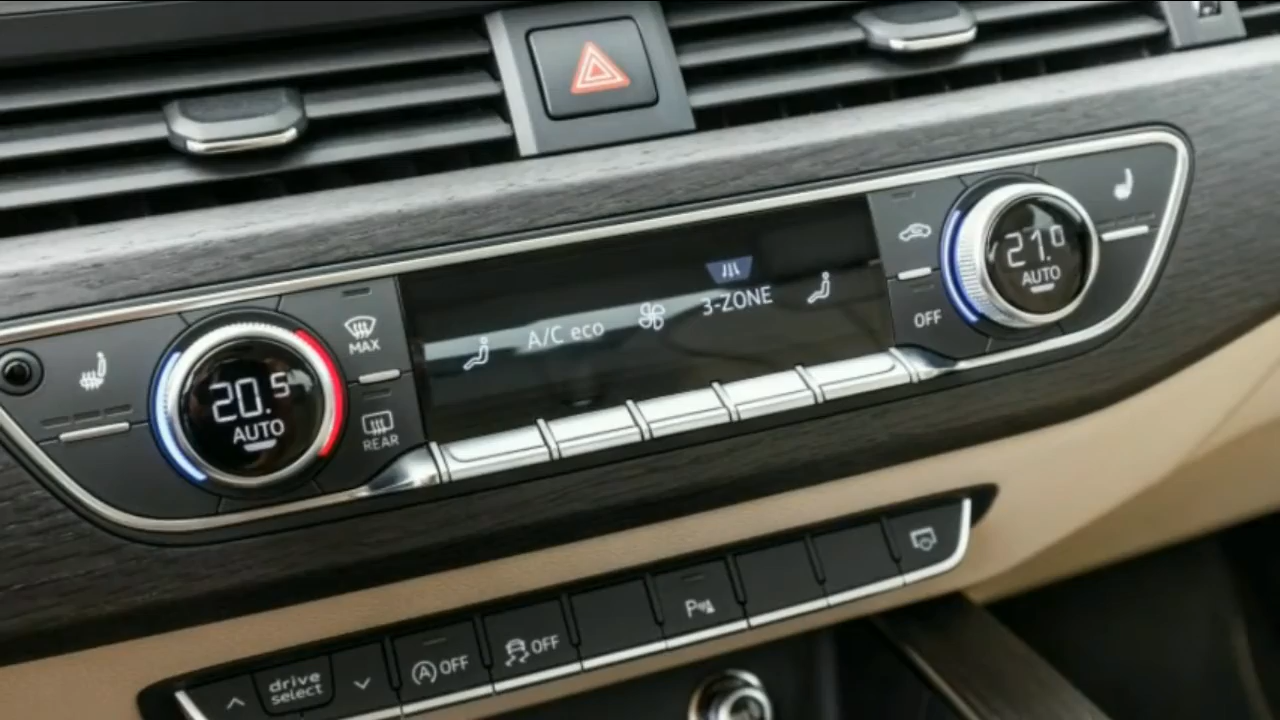 20.5
AUTO
MAX
REAR
A/C eco
3-ZONE
OFF
21.0
AUTO
drive
select
A OFF
OFF
P